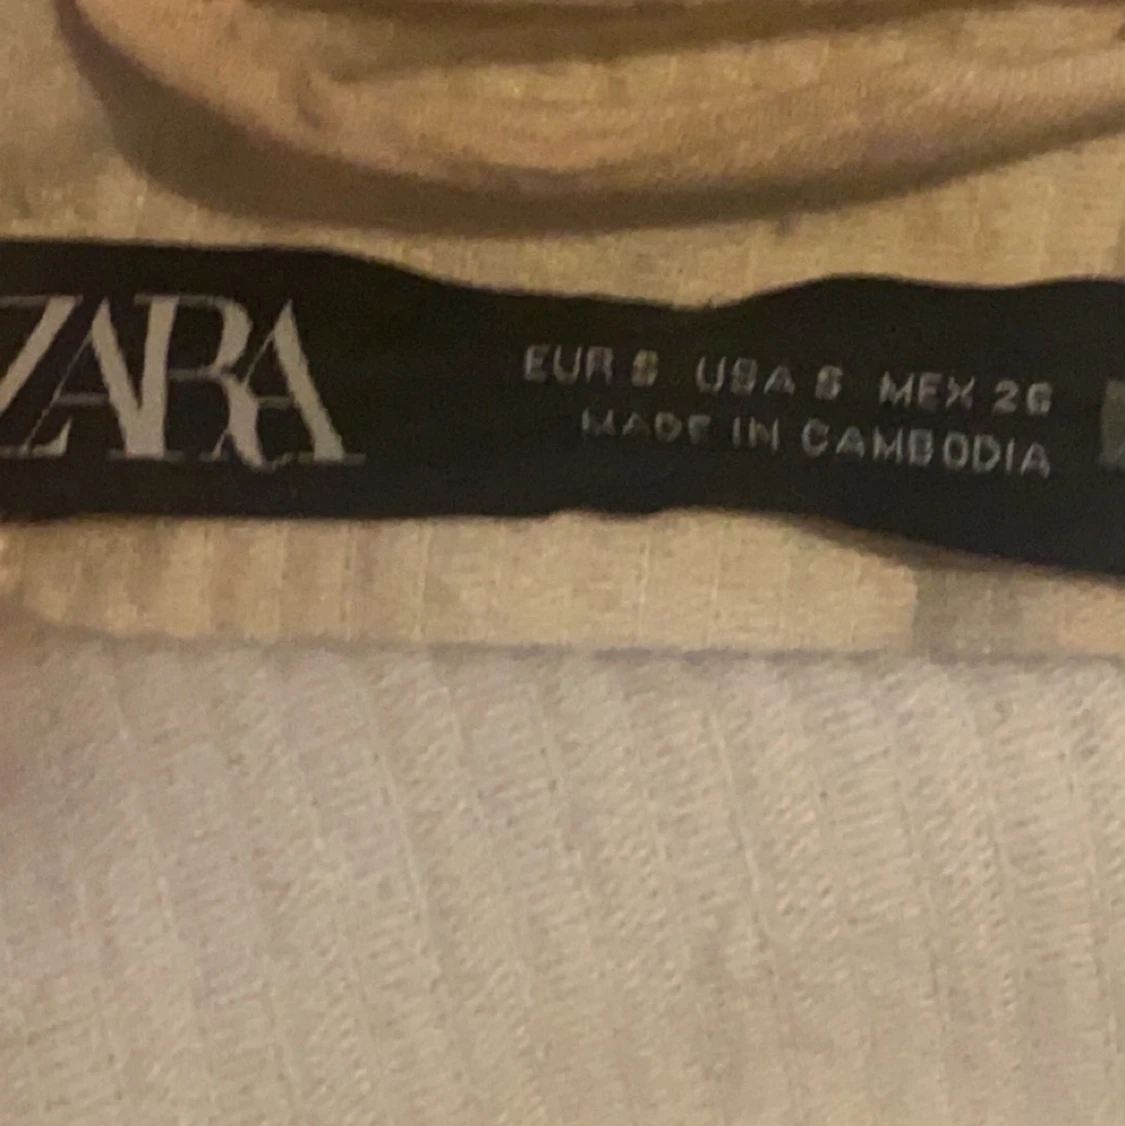 ZARA
EUR S USA S MEX 26
MADE IN CAMBODIA